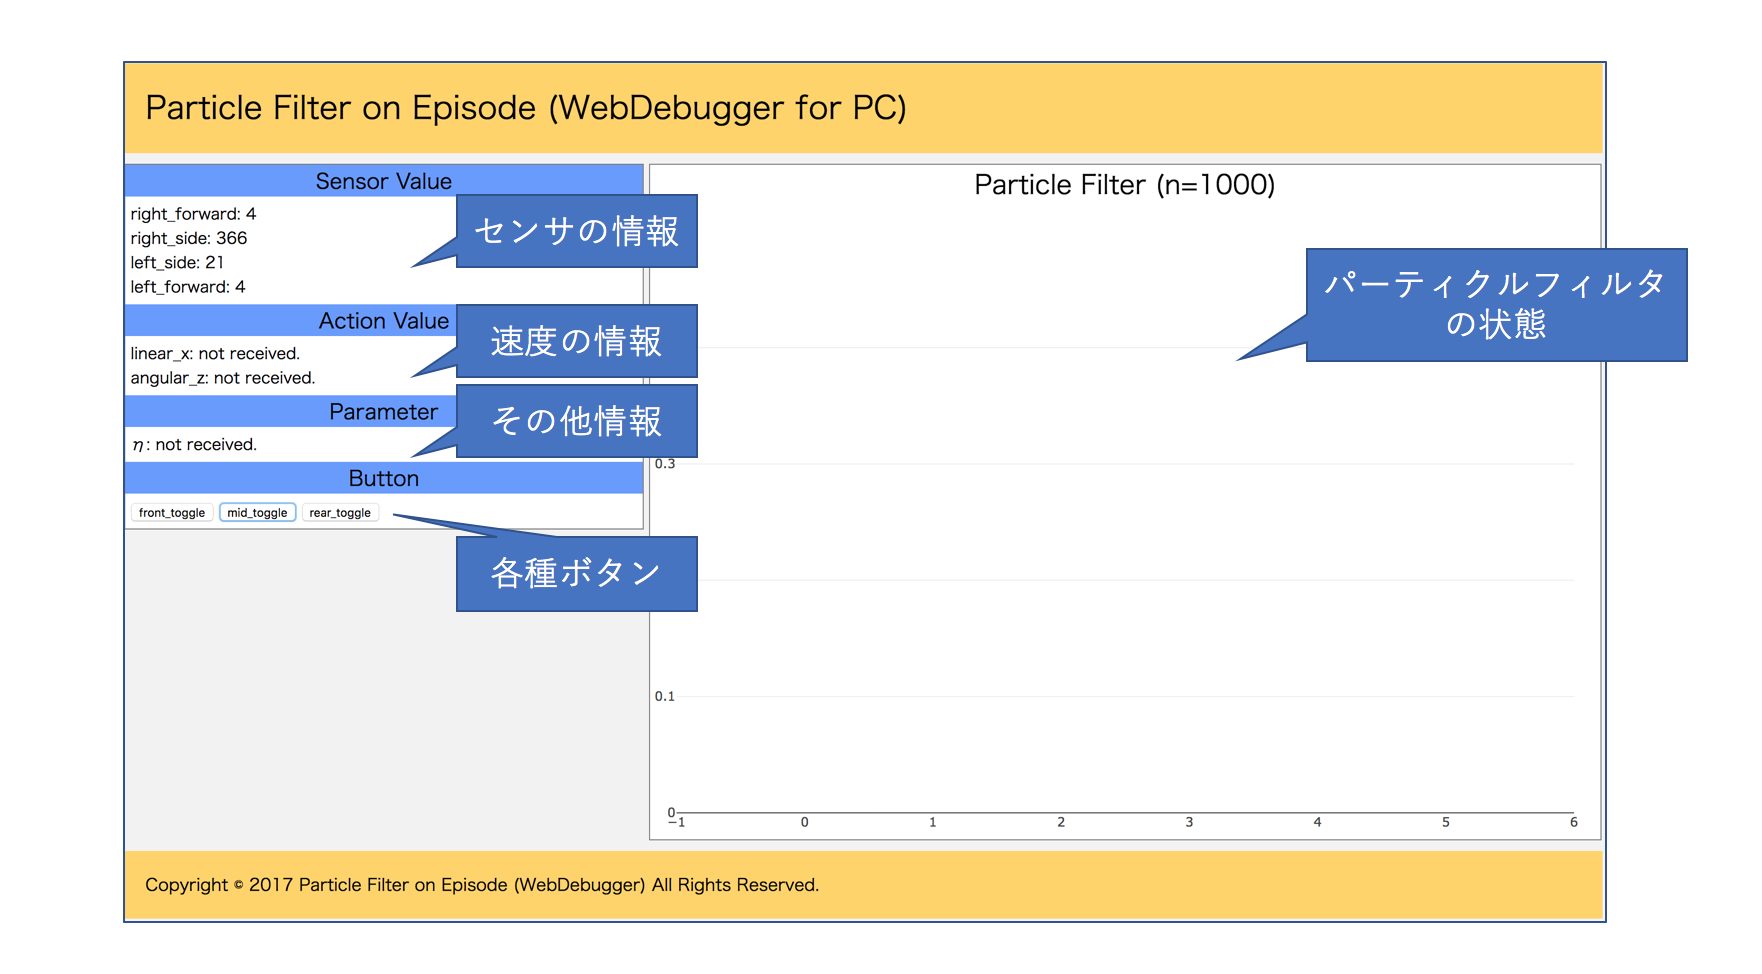 Particle Filter on Episode (WebDebugger for PC)
Sensor Value
right_forward: 4
right_side: 366
left_side: 21
left_forward: 4
センサの情報
Action Value
linear_x: not received.
angular_z: not received.
速度の情報
Parameter
η: not received.
その他情報
Button
front_toggle mid_toggle rear_toggle
各種ボタン
Particle Filter (n=1000)
パーティクルフィルタ
の状態
0.3
0.1
0
−1 0 1 2 3 4 5 6
Copyright © 2017 Particle Filter on Episode (WebDebugger) All Rights Reserved.